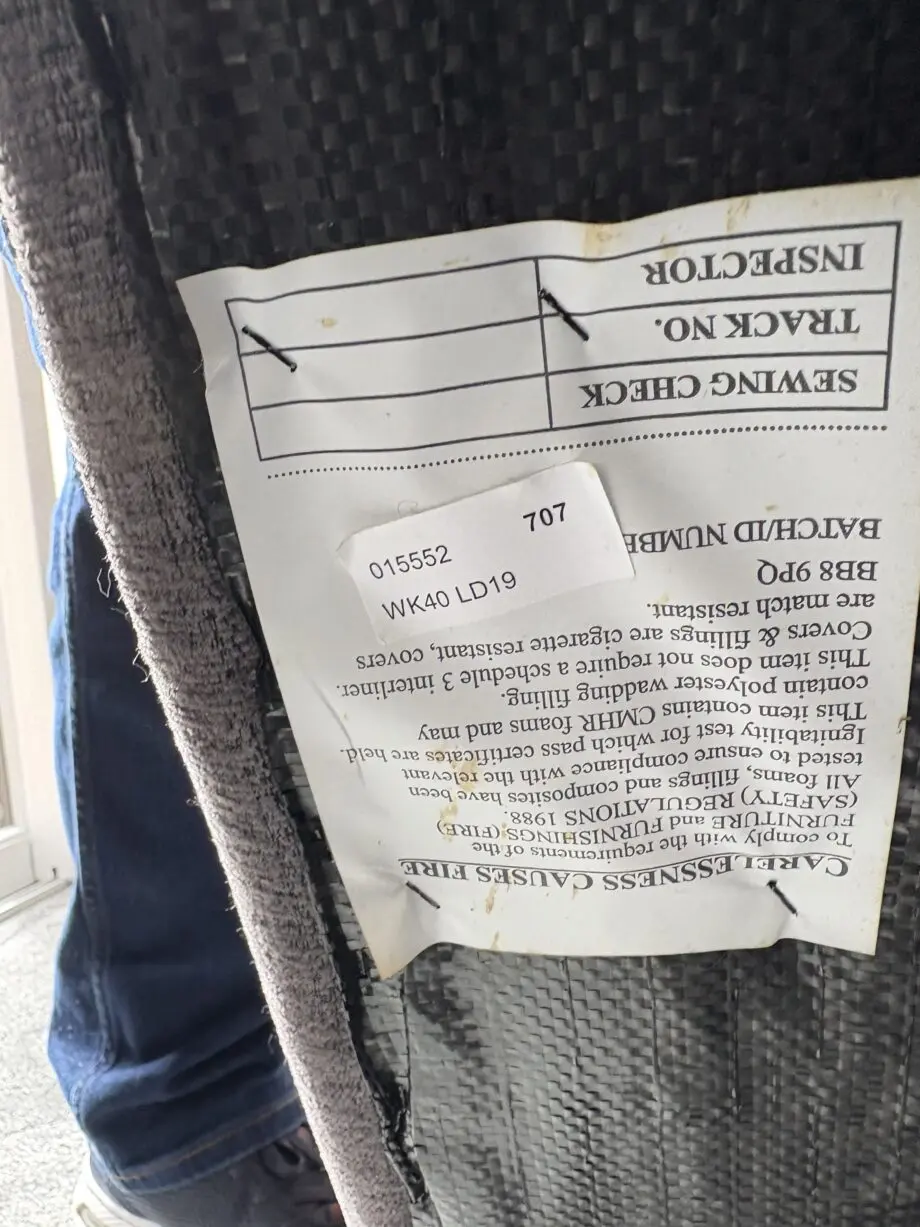 CARELESSNESS CAUSES FIRE
To comply with the requirements of the
FURNITURE and FURNISHINGS (FIRE)
(SAFETY) REGULATIONS 1988.
All foams, fillings and composites have been
tested to ensure compliance with the relevant
Ignitability test for which pass certificates are held.
This item contains CMHR foams and may
contain polyester wadding filling.
This item does not require a schedule 3 interliner.
Covers & fillings are cigarette resistant, covers
are match resistant.
BB8 9PQ
BATCH/ID NUMBE
015552 707
WK40 LD19
SEWING CHECK
TRACK NO.
INSPECTOR